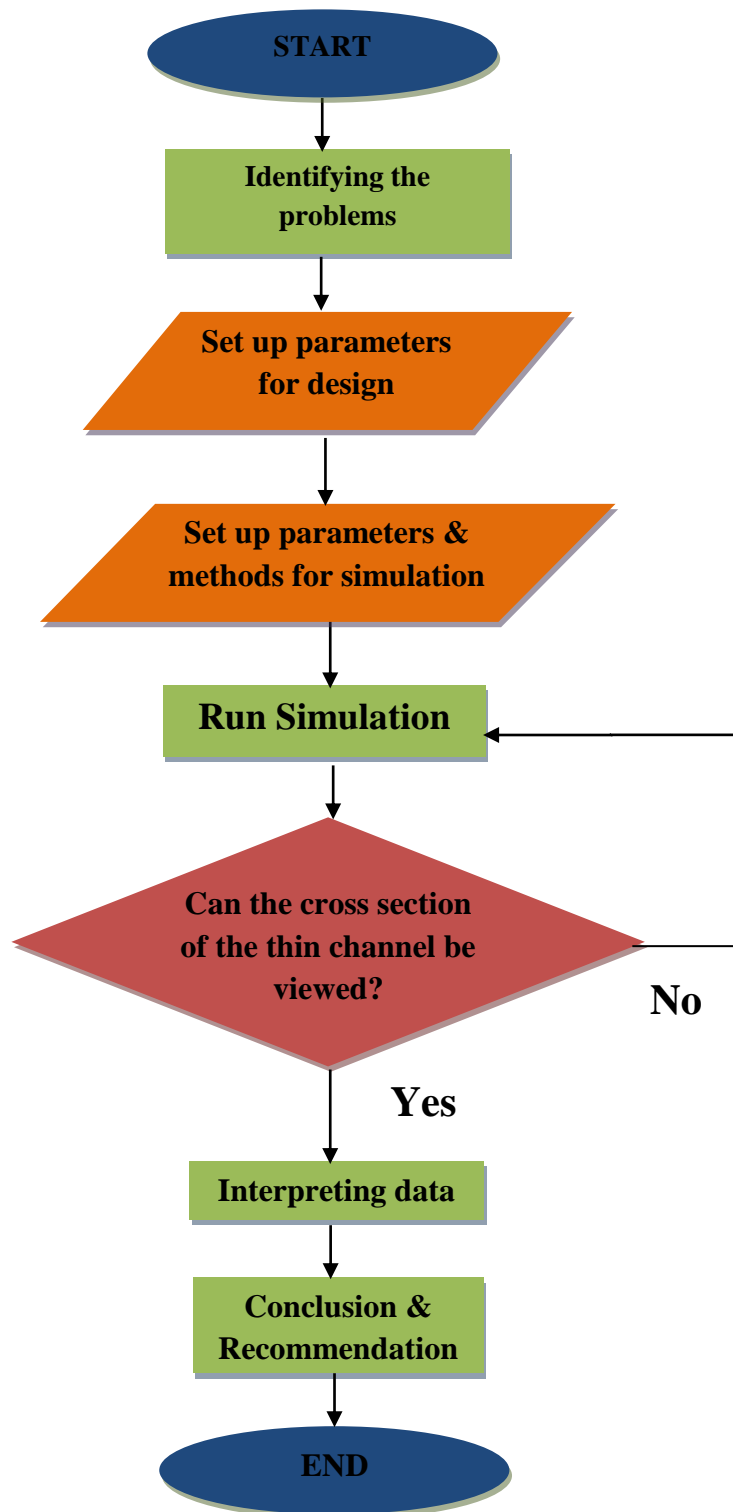 START
Identifying the
problems
Set up parameters
for design
Set up parameters &
methods for simulation
Run Simulation
Can the cross section
of the thin channel be
viewed?
No
Yes
Interpreting data
Conclusion &
Recommendation
END